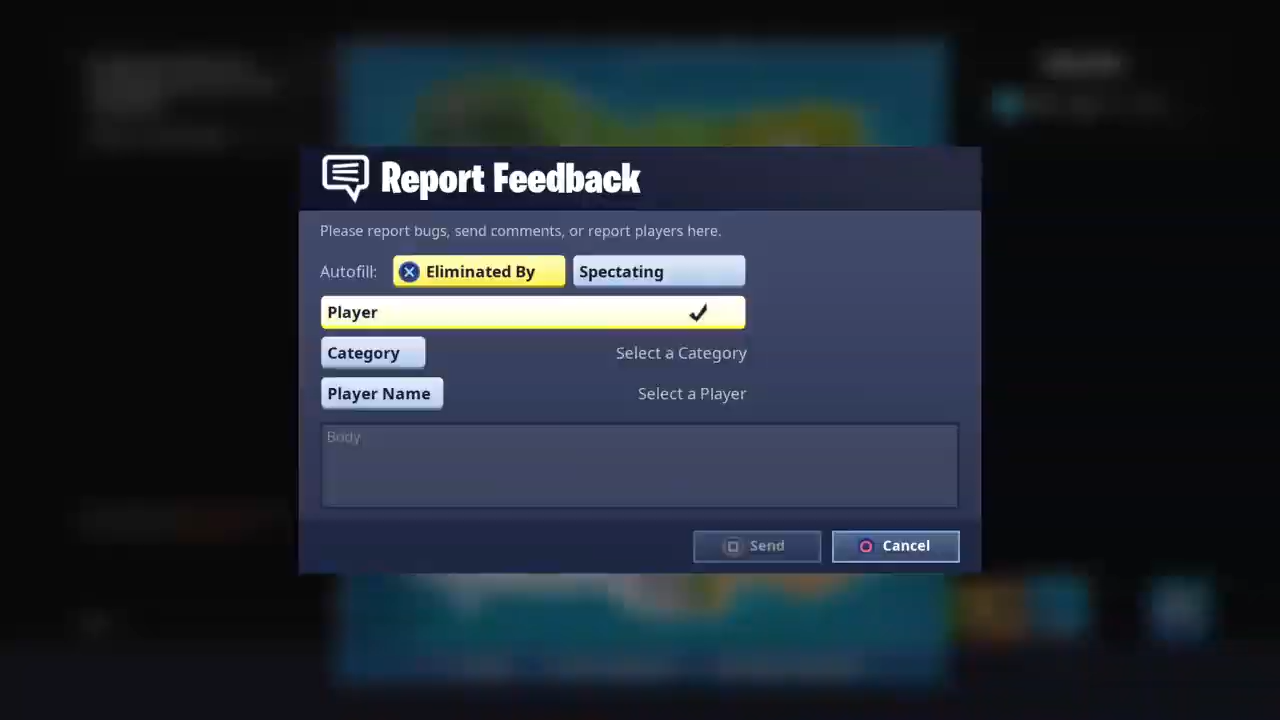 Report Feedback
Please report bugs, send comments, or report players here.
Autofill: Eliminated By Spectating
Player
Category Select a Category
Player Name Select a Player
Body
Send Cancel